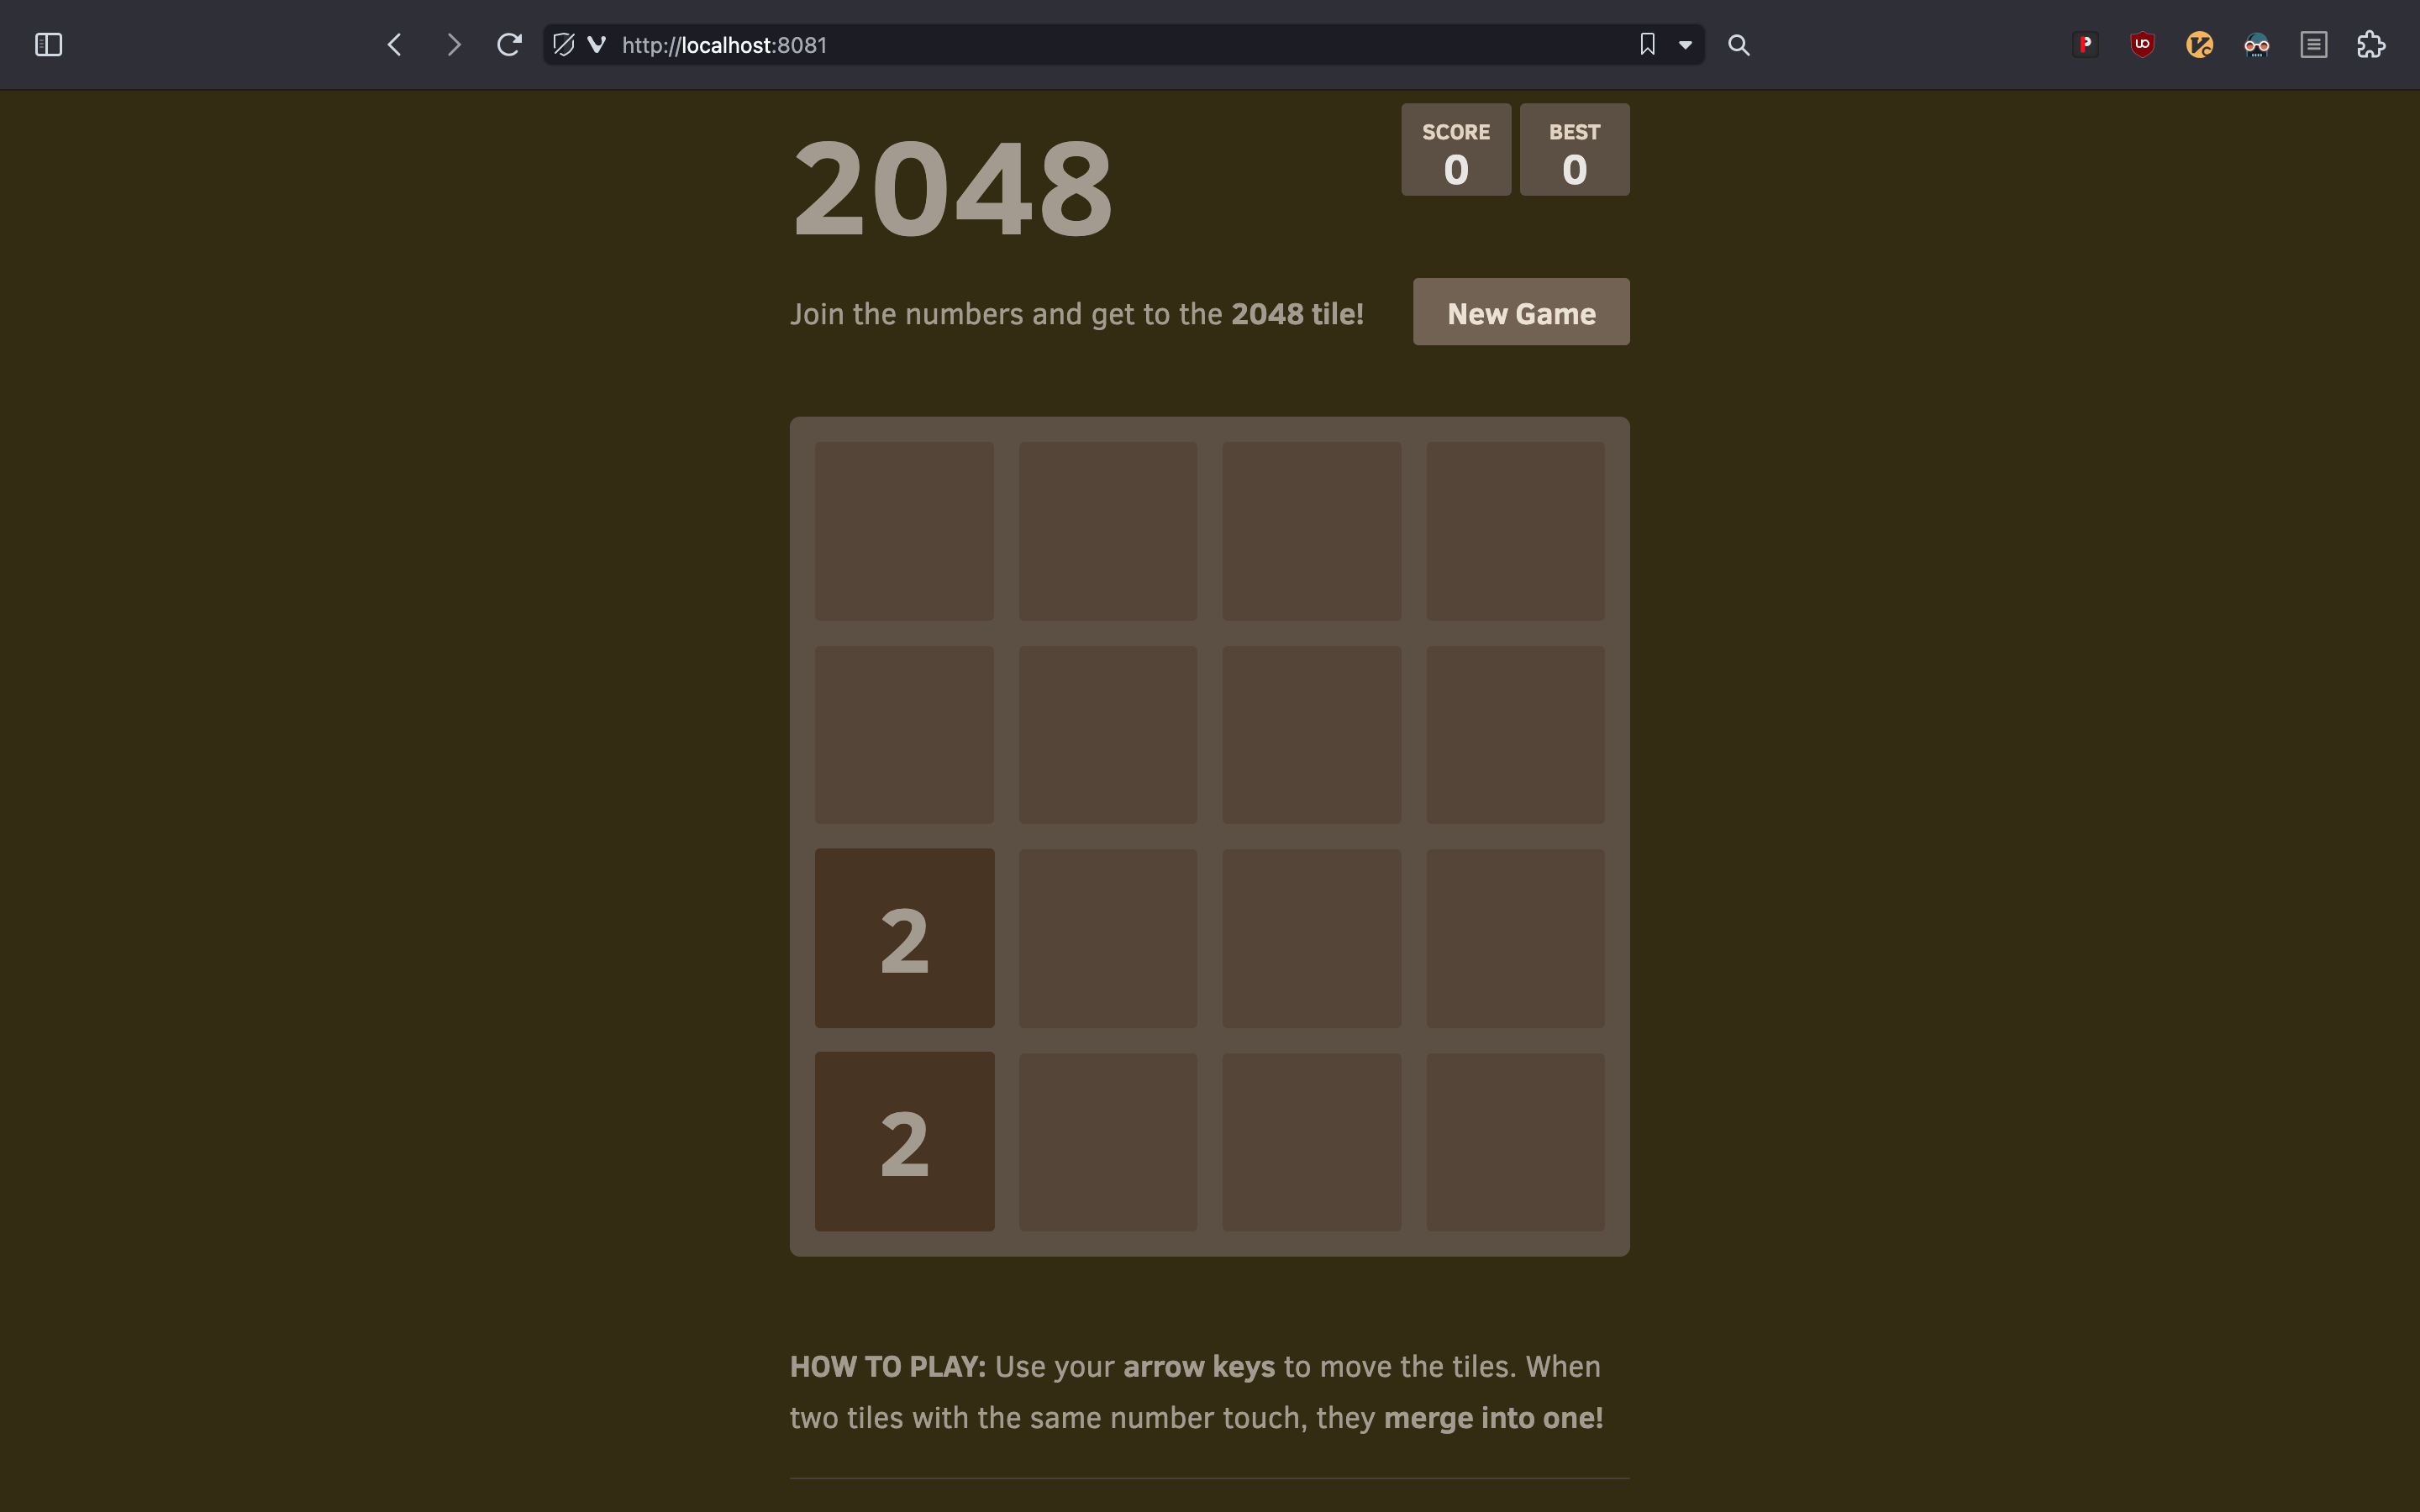 http://localhost:8081
2048
SCORE
0
BEST
0
Join the numbers and get to the 2048 tile!
New Game
2
2
HOW TO PLAY: Use your arrow keys to move the tiles. When
two tiles with the same number touch, they merge into one!